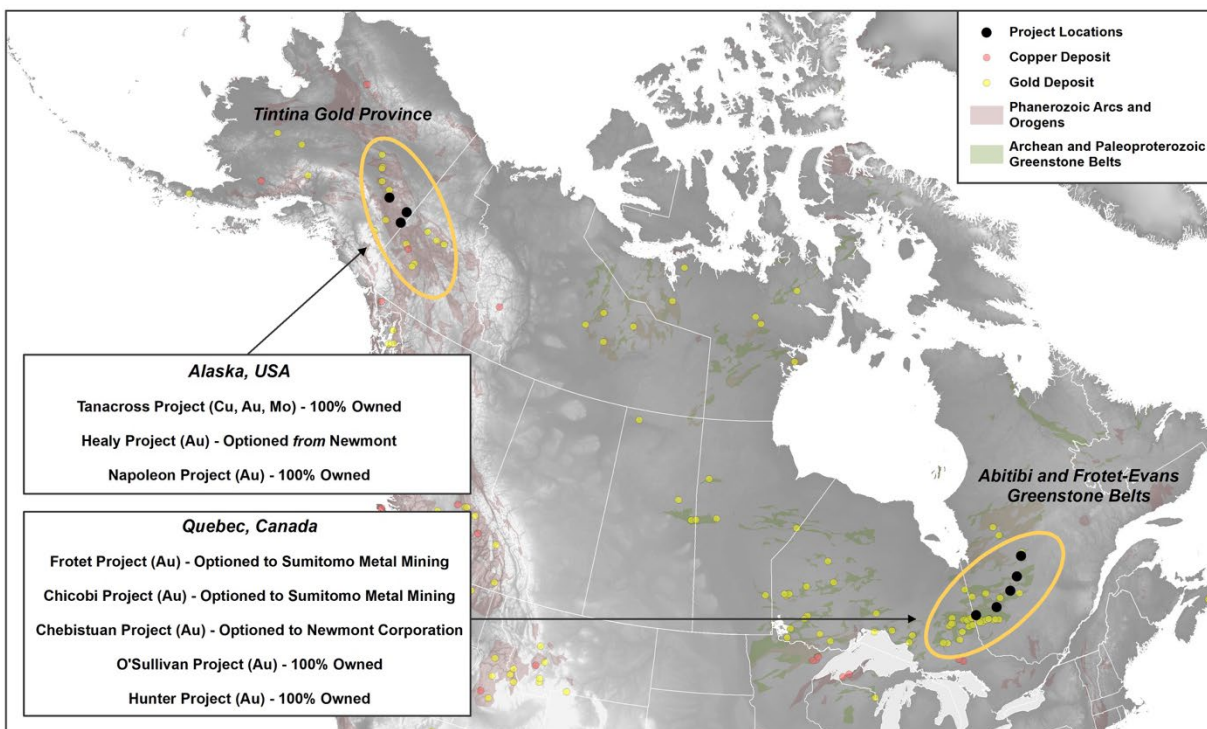 Project Locations
Copper Deposit
Gold Deposit
Phanerozoic Arcs and
Orogens
Archean and Paleoproterozoic
Greenstone Belts
Tintina Gold Province
Alaska, USA
Tanacross Project (Cu, Au, Mo) - 100% Owned
Healy Project (Au) - Optioned from Newmont
Napoleon Project (Au) - 100% Owned
Abitibi and Frotet-Evans
Greenstone Belts
Quebec, Canada
Frotet Project (Au) - Optioned to Sumitomo Metal Mining
Chicobi Project (Au) - Optioned to Sumitomo Metal Mining
Chebistuan Project (Au) - Optioned to Newmont Corporation
O'Sullivan Project (Au) - 100% Owned
Hunter Project (Au) - 100% Owned